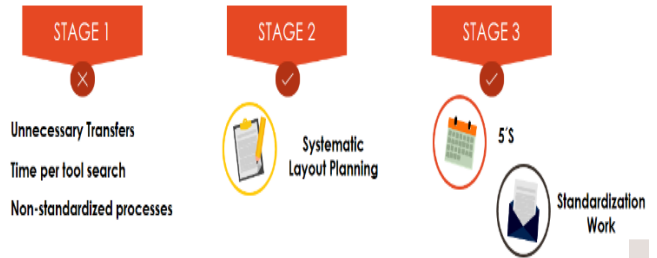 STAGE 1
STAGE 2
STAGE 3
Unnecessary Transfers
Time per tool search
Non-standardized processes
Systematic
Layout Planning
5´S
Standardization
Work